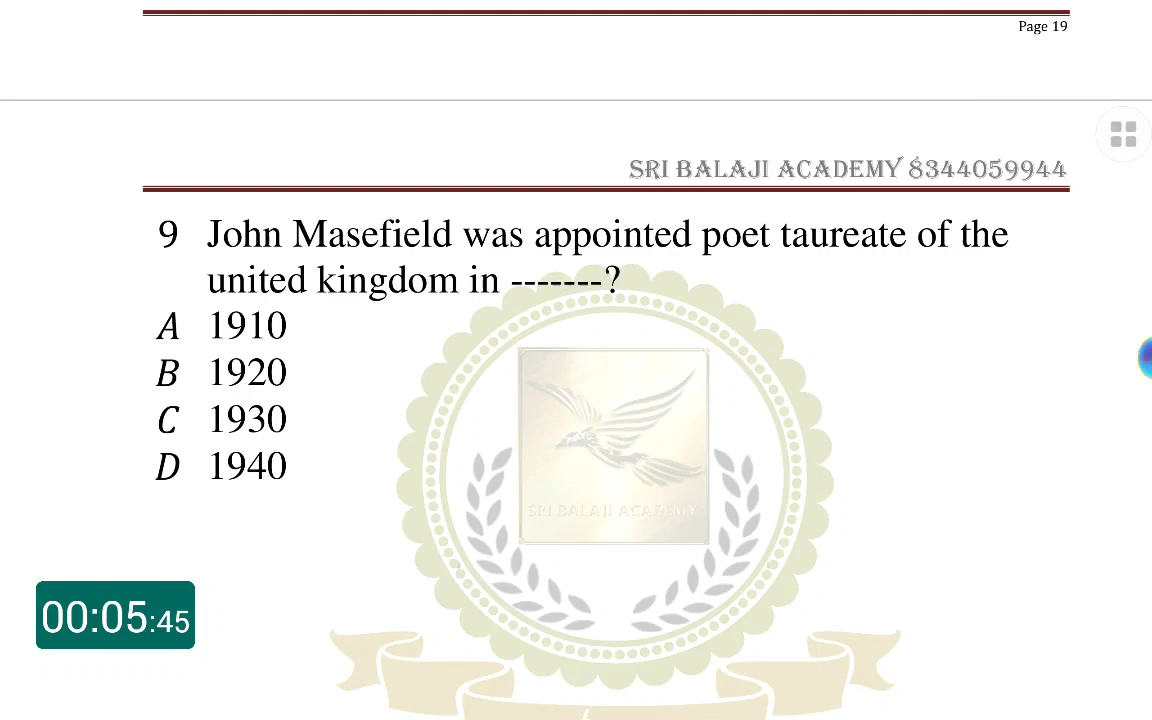 Page 19
SRI BALAJI ACADEMY 8344059944
9 John Masefield was appointed poet taureate of the
united kingdom in -------?
A 1910
B 1920
C 1930
D 1940
SRI BALAJI ACADEMY
00:05:45